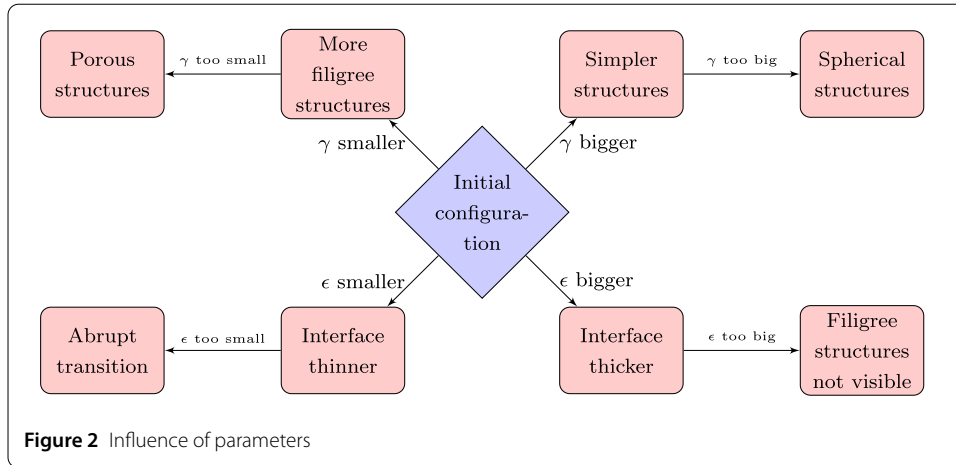 Porous
structures
γ too small
More
filigree
structures
Simpler
structures
γ too big
Spherical
structures
γ smaller
γ bigger
Initial
configura-
tion
ϵ smaller
ϵ bigger
Abrupt
transition
ϵ too small
Interface
thinner
Interface
thicker
ϵ too big
Filigree
structures
not visible
Figure 2 Influence of parameters